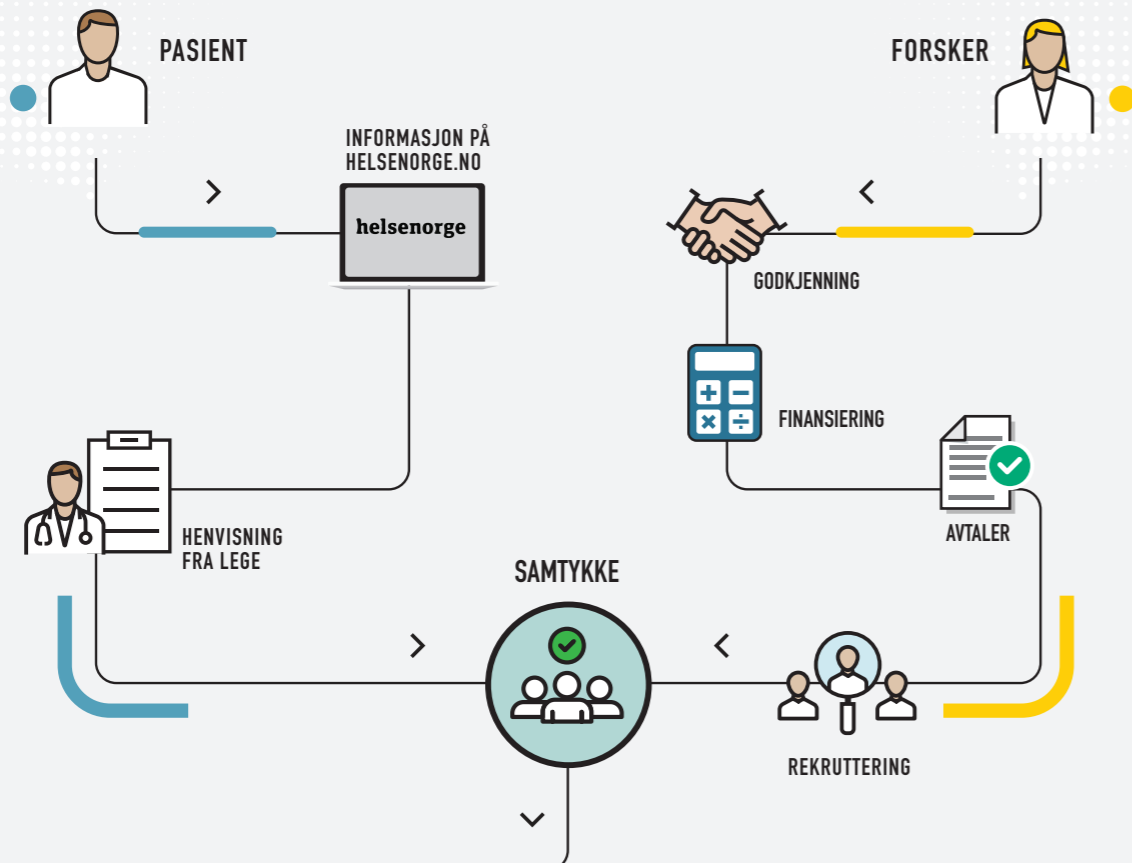 PASIENT
FORSKER
INFORMASJON PÅ
HELSENORGE.NO
helsenorge
GODKJENNING
FINANSIERING
AVTALER
HENVISNING
FRA LEGE
SAMTYKKE
REKRUTTERING